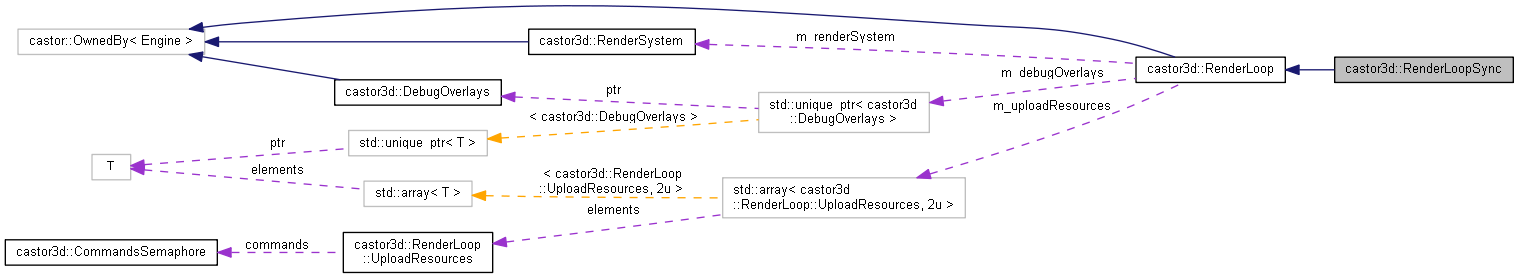 castor::OwnedBy< Engine >
castor3d::RenderSystem
m_renderSystem
castor3d::RenderLoop
castor3d::RenderLoopSync
castor3d::DebugOverlays
ptr
m_debugOverlays
std::unique_ptr< castor3d
::DebugOverlays >
m_uploadResources
< castor3d::DebugOverlays >
std::unique_ptr< T >
ptr
T
elements
std::array< T >
< castor3d::RenderLoop
::UploadResources, 2u >
std::array< castor3d
::RenderLoop::UploadResources, 2u >
elements
castor3d::CommandsSemaphore
commands
castor3d::RenderLoop
::UploadResources